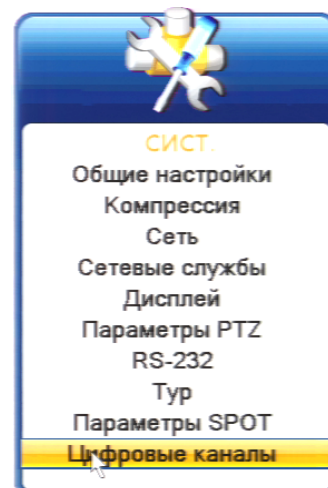 СИСТ.
Общие настройки
Компрессия
Сеть
Сетевые службы
Дисплей
Параметры PTZ
RS-232
Тур
Параметры SPOT
Цифровые каналы